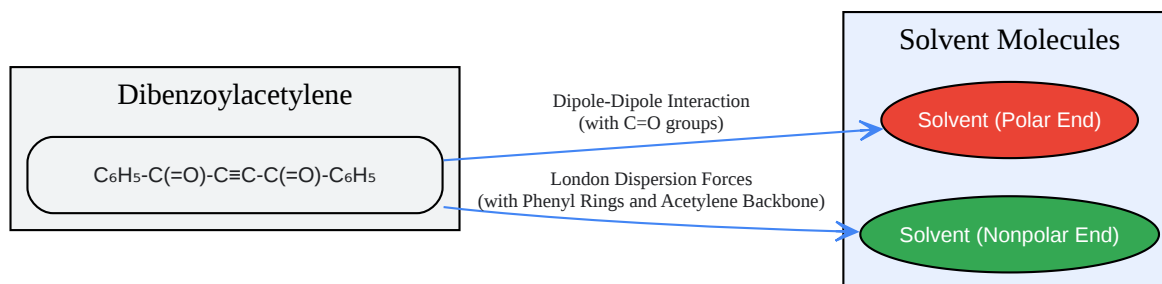 Dibenzoylacetylene
C₆H₅-C(=O)-C≡C-C(=O)-C₆H₅
Dipole-Dipole Interaction
(with C=O groups)
London Dispersion Forces
(with Phenyl Rings and Acetylene Backbone)
Solvent Molecules
Solvent (Polar End)
Solvent (Nonpolar End)